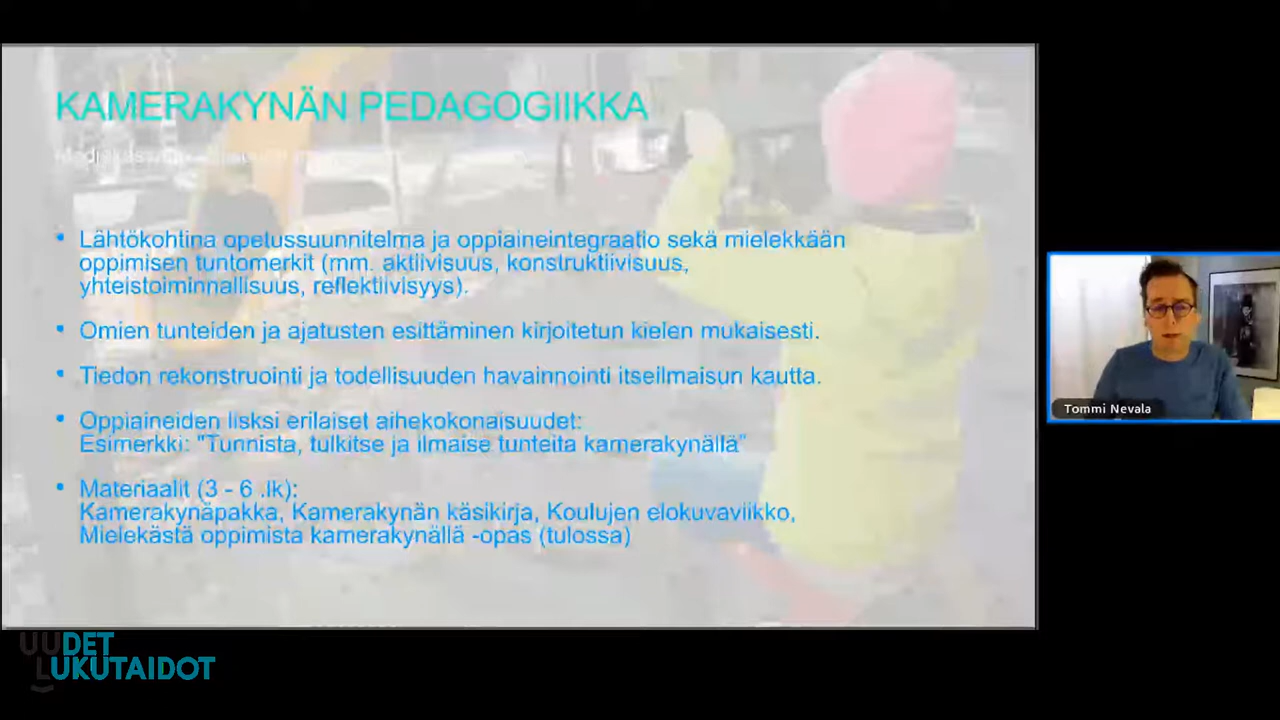 KAMERAKYNÄN PEDAGOGIIKKA
• Lähtökohtina opetussuunnitelma ja oppiaineintegraatio sekä mielekkään
oppimisen tuntomerkit (mm. aktiivisuus, konstruktiivisuus,
yhteistoiminnallisuus, reflektiivisyys).
• Omien tunteiden ja ajatusten esittäminen kirjoitetun kielen mukaisesti.
• Tiedon rekonstruointi ja todellisuuden havainnointi itseilmaisun kautta.
• Oppiaineiden lisksi erilaiset aihekokonaisuudet:
Esimerkki: "Tunnista, tulkitse ja ilmaise tunteita kamerakynällä"
• Materiaalit (3 - 6 .lk):
Kamerakynäpakka, Kamerakynän käsikirja, Koulujen elokuvaviikko,
Mielekästä oppimista kamerakynällä -opas (tulossa)
Tommi Nevala
UUDET
LUKUTAIDOT